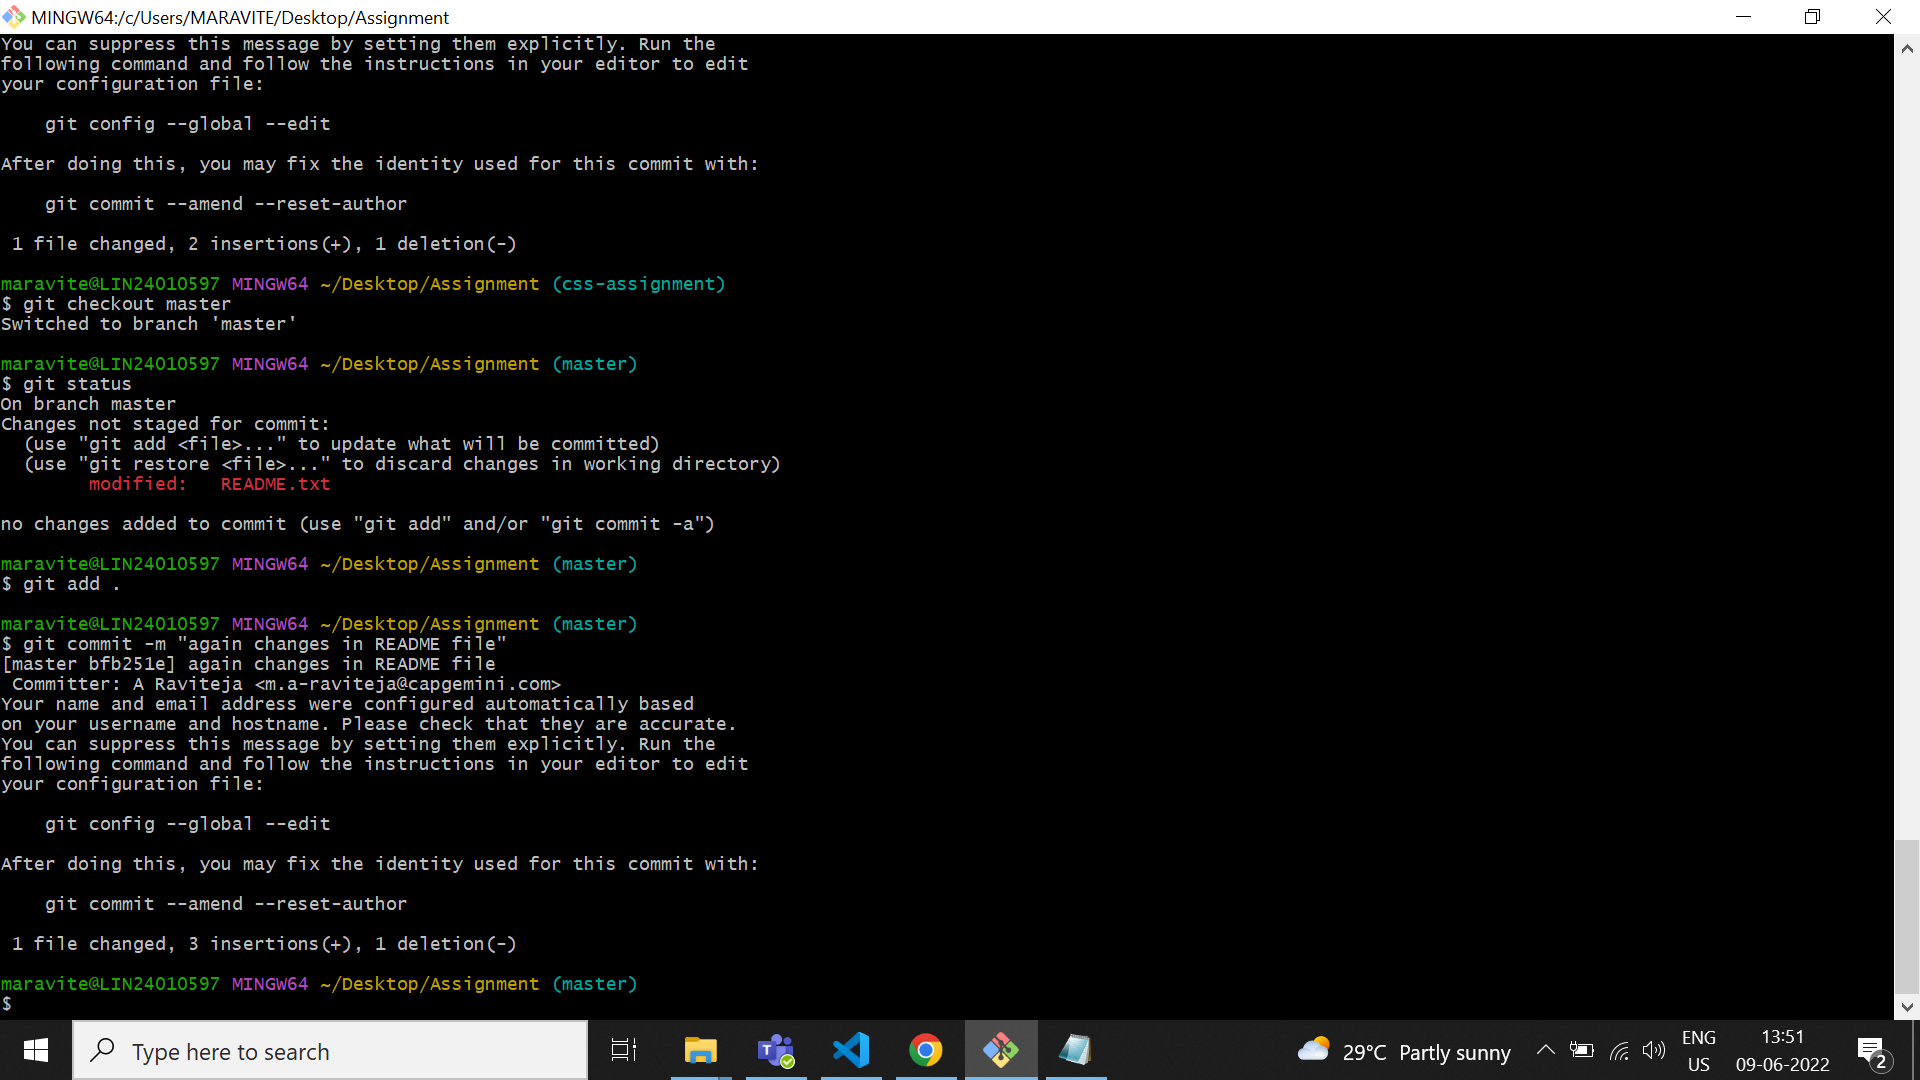 MINGW64:/c/Users/MARAVITE/Desktop/Assignment
You can suppress this message by setting them explicitly. Run the
following command and follow the instructions in your editor to edit
your configuration file:
git config --global --edit
After doing this, you may fix the identity used for this commit with:
git commit --amend --reset-author
1 file changed, 2 insertions(+), 1 deletion(-)
maravite@LIN24010597 MINGW64 ~/Desktop/Assignment (css-assignment)
$ git checkout master
Switched to branch 'master'
maravite@LIN24010597 MINGW64 ~/Desktop/Assignment (master)
$ git status
On branch master
Changes not staged for commit:
(use "git add <file>..." to update what will be committed)
(use "git restore <file>..." to discard changes in working directory)
modified:   README.txt
no changes added to commit (use "git add" and/or "git commit -a")
maravite@LIN24010597 MINGW64 ~/Desktop/Assignment (master)
$ git add .
maravite@LIN24010597 MINGW64 ~/Desktop/Assignment (master)
$ git commit -m "again changes in README file"
[master bfb251e] again changes in README file
Committer: A Raviteja <m.a-raviteja@capgemini.com>
Your name and email address were configured automatically based
on your username and hostname. Please check that they are accurate.
You can suppress this message by setting them explicitly. Run the
following command and follow the instructions in your editor to edit
your configuration file:
git config --global --edit
After doing this, you may fix the identity used for this commit with:
git commit --amend --reset-author
1 file changed, 3 insertions(+), 1 deletion(-)
maravite@LIN24010597 MINGW64 ~/Desktop/Assignment (master)
$
Type here to search
29°C Partly sunny
ENG
US
13:51
09-06-2022
2